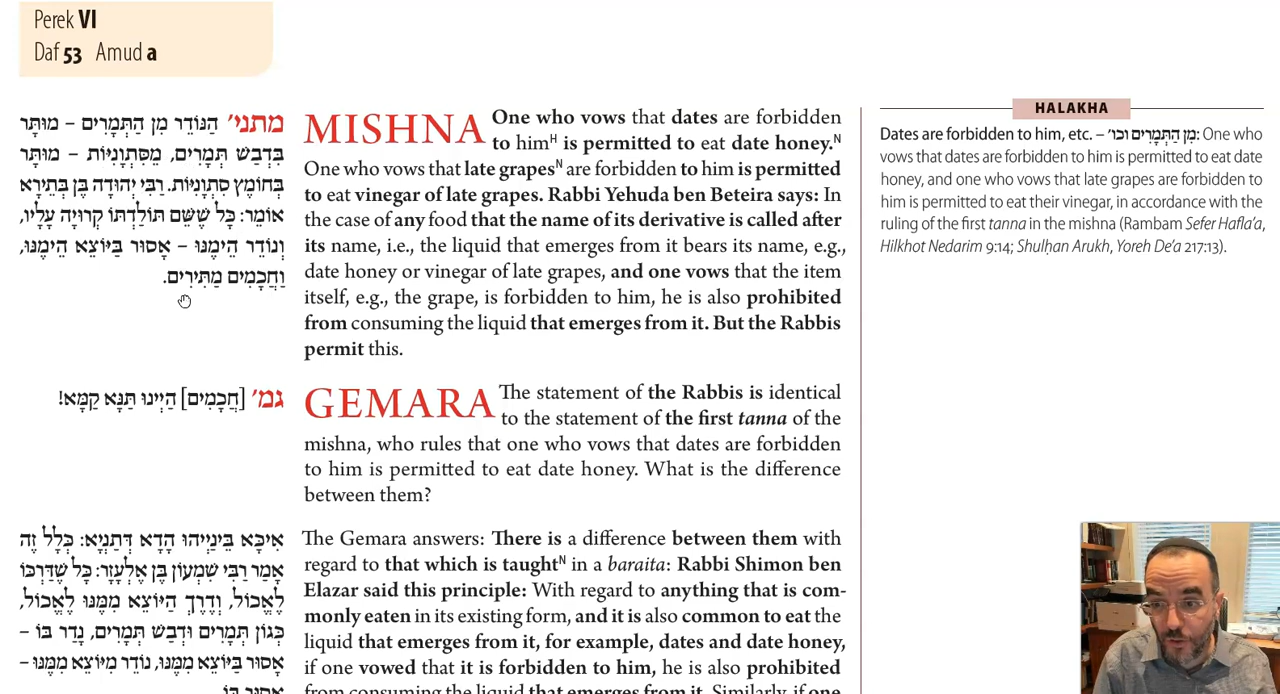 Perek VI
Daf 53 Amud a
מתני׳ הַנּוֹדֵר מִן הַתְּמָרִים – מוּתָּר
בִּדְבַשׁ תְּמָרִים, מִסִּתְוָנִיּוֹת – מוּתָּר
בְּחוֹמֶץ סִתְוָנִיּוֹת. רַבִּי יְהוּדָה בֶּן בְּתֵירָא
אוֹמֵר: כָּל שֶׁשֵּׁם תּוֹלַדְתּוֹ קְרוּיָה עָלָיו,
וְנוֹדֵר הֵימֶנּוּ – אָסוּר בַּיּוֹצֵא הֵימֶנּוּ,
וַחֲכָמִים מַתִּירִים.
גמ׳ [חֲכָמִים] הַיְינוּ תַּנָּא קַמָּא!
אִיכָּא בֵּינַיְיהוּ הָדָא דְּתַנְיָא: כְּלָל זֶה
אָמַר רַבִּי שִׁמְעוֹן בֶּן אֶלְעָזָר: כָּל שֶׁדַּרְכּוֹ
לֶאֱכוֹל, וְדֶרֶךְ הַיּוֹצֵא מִמֶּנּוּ לֶאֱכוֹל,
כְּגוֹן תְּמָרִים וּדְבַשׁ תְּמָרִים, נָדַר בּוֹ –
אָסוּר בַּיּוֹצֵא מִמֶּנּוּ, נוֹדֵר מִיּוֹצֵא מִמֶּנּוּ –
MISHNA One who vows that dates are forbidden
to himH is permitted to eat date honey.N
One who vows that late grapesN are forbidden to him is permitted
to eat vinegar of late grapes. Rabbi Yehuda ben Beteira says: In
the case of any food that the name of its derivative is called after
its name, i.e., the liquid that emerges from it bears its name, e.g.,
date honey or vinegar of late grapes, and one vows that the item
itself, e.g., the grape, is forbidden to him, he is also prohibited
from consuming the liquid that emerges from it. But the Rabbis
permit this.
GEMARA The statement of the Rabbis is identical
to the statement of the first tanna of the
mishna, who rules that one who vows that dates are forbidden
to him is permitted to eat date honey. What is the difference
between them?
The Gemara answers: There is a difference between them with
regard to that which is taughtN in a baraita: Rabbi Shimon ben
Elazar said this principle: With regard to anything that is com-
monly eaten in its existing form, and it is also common to eat the
liquid that emerges from it, for example, dates and date honey,
if one vowed that it is forbidden to him, he is also prohibited
from consuming the liquid that emerges from it. Similarly, if one
HALAKHA
Dates are forbidden to him, etc. – מִן הַתְּמָרִים וכו׳: One who
vows that dates are forbidden to him is permitted to eat date
honey, and one who vows that late grapes are forbidden to
him is permitted to eat their vinegar, in accordance with the
ruling of the first tanna in the mishna (Rambam Sefer Hafla'a,
Hilkhot Nedarim 9:14; Shulḥan Arukh, Yoreh De'a 217:13).